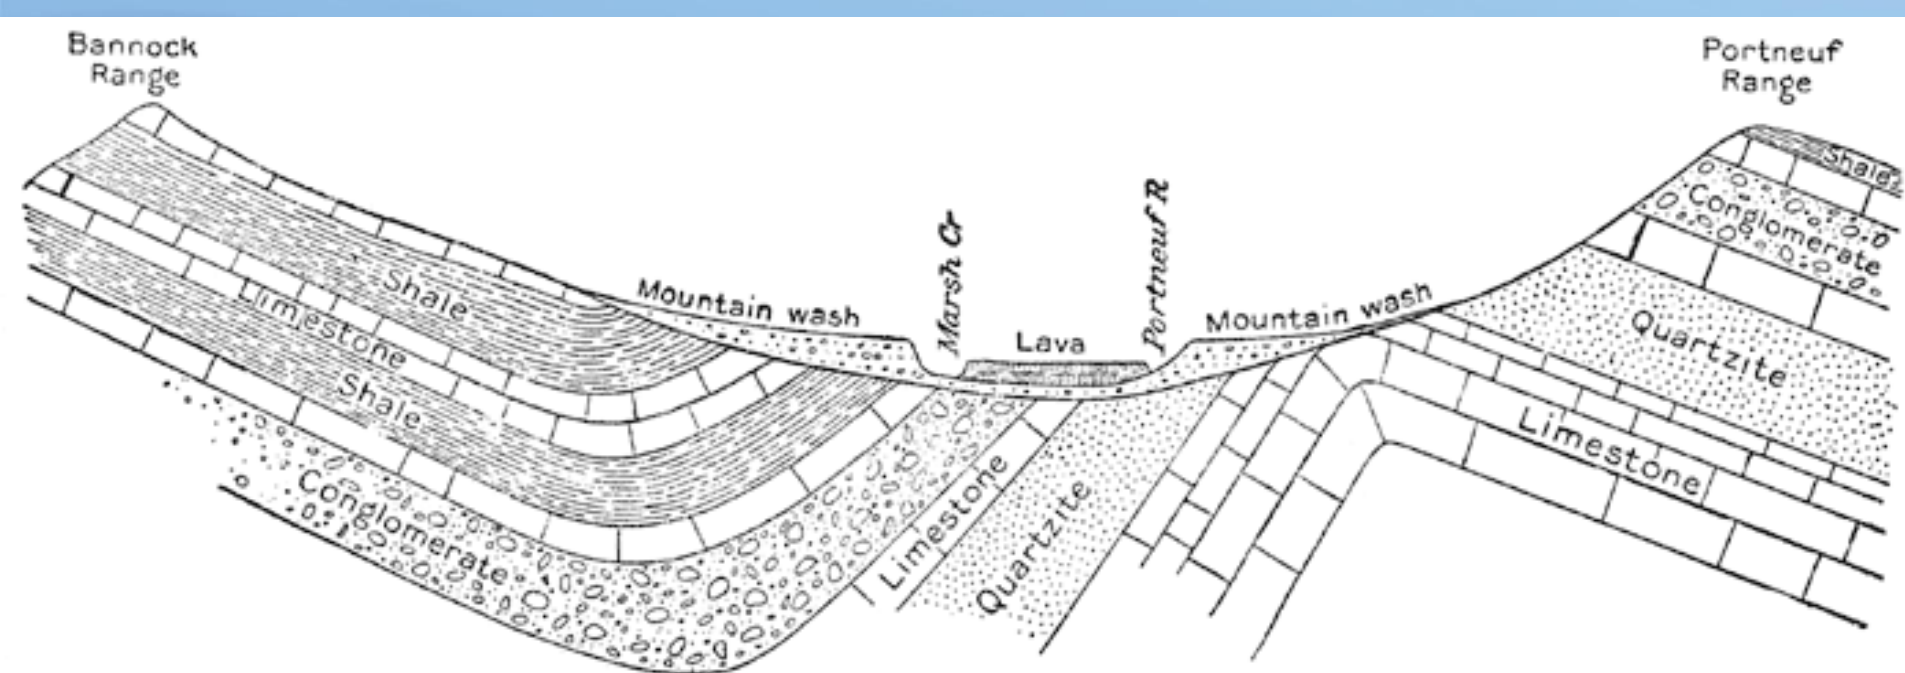 Bannock
Range
Portneuf
Range
Shale
Conglomerate
Quartzite
Limestone
Mountain wash
Marsh Cr
Lava
Portneuf R
Mountain wash
Shale
Limestone
Shale
Conglomerate
Limestone
Quartzite